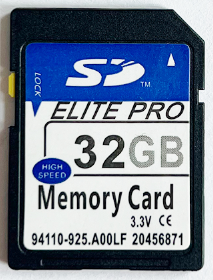 SD
LOCK
ELITE PRO
32GB
HIGH
SPEED
Memory Card
3.3V CE
94110-925.A00LF 20456871